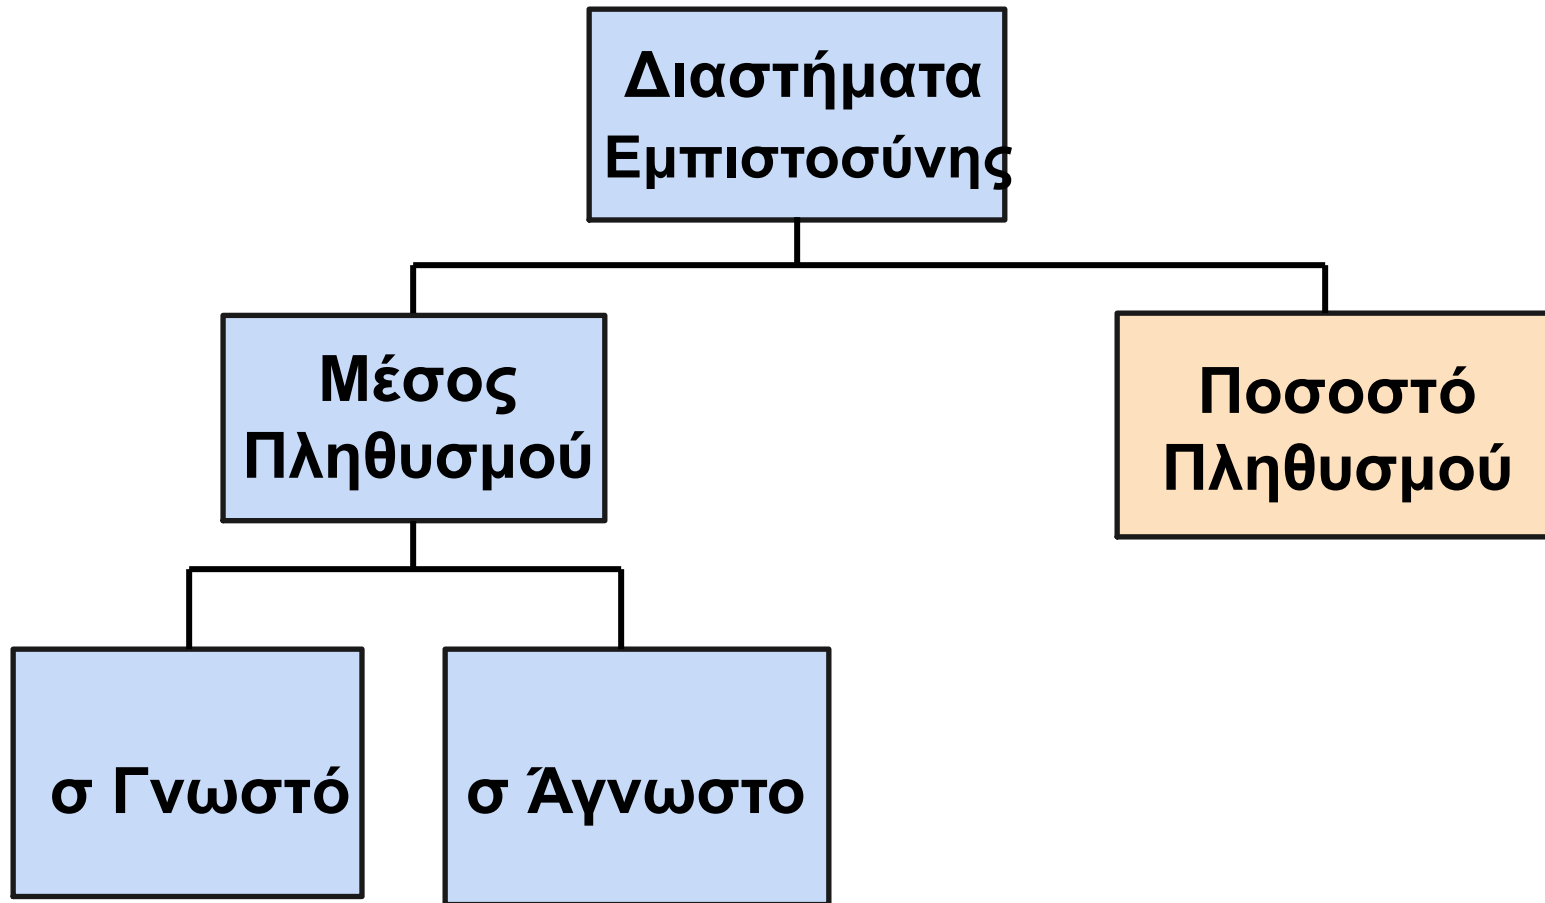 Διαστήματα
Εμπιστοσύνης
Μέσος
Πληθυσμού
Ποσοστό
Πληθυσμού
σ Γνωστό
σ Άγνωστο